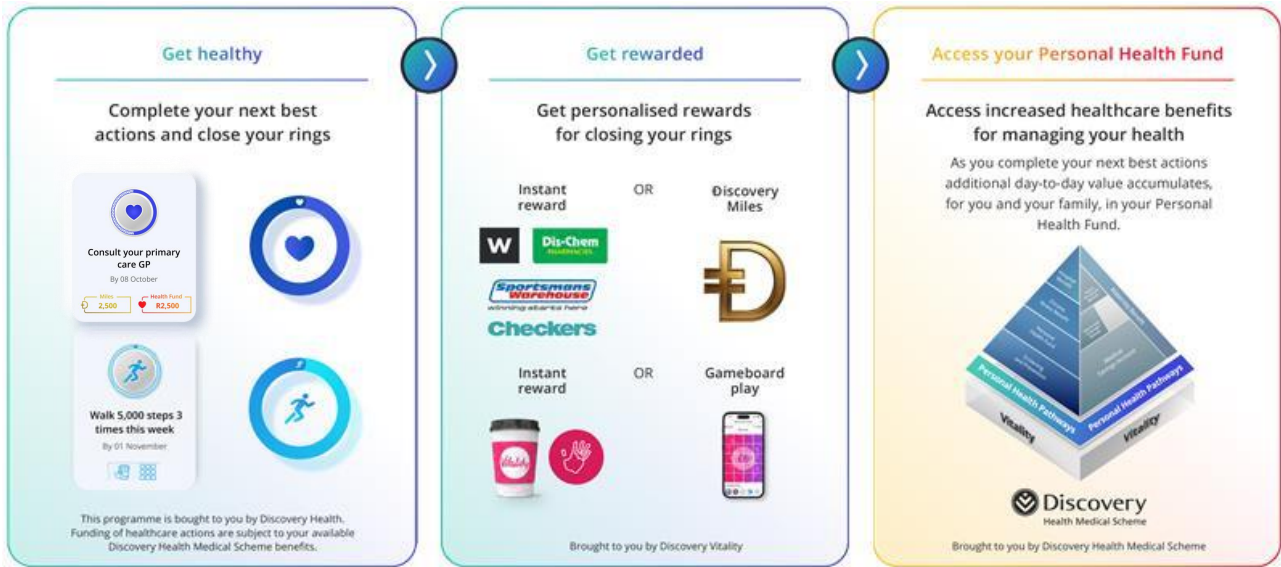 Get healthy
Complete your next best
actions and close your rings
Consult your primary
care GP
By 08 October
Miles
2,500
Health Fund
R2,500
Walk 5,000 steps 3
times this week
By 01 November
This programme is bought to you by Discovery Health.
Funding of healthcare actions are subject to your available
Discovery Health Medical Scheme benefits.
Get rewarded
Get personalised rewards
for closing your rings
Instant
reward
OR
Discovery
Miles
W
Dis-Chem
PHARMACIES
Sportsmans
Warehouse
winning starts here
Checkers
Instant
reward
OR
Gameboard
play
Vitality
Brought to you by Discovery Vitality
Access your Personal Health Fund
Access increased healthcare benefits
for managing your health
As you complete your next best actions
additional day-to-day value accumulates,
for you and your family, in your Personal
Health Fund.
Personal Health Pathways
Personal Health Pathways
Vitality
Vitality
Discovery
Health Medical Scheme
Brought to you by Discovery Health Medical Scheme